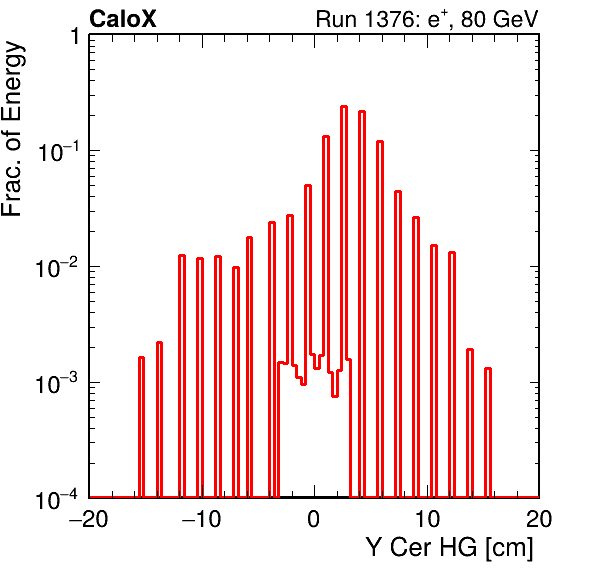 CaloX
Run 1376: e⁺, 80 GeV
Frac. of Energy
1
10⁻¹
10⁻²
10⁻³
10⁻⁴
−20
−10
0
10
20
Y Cer HG [cm]